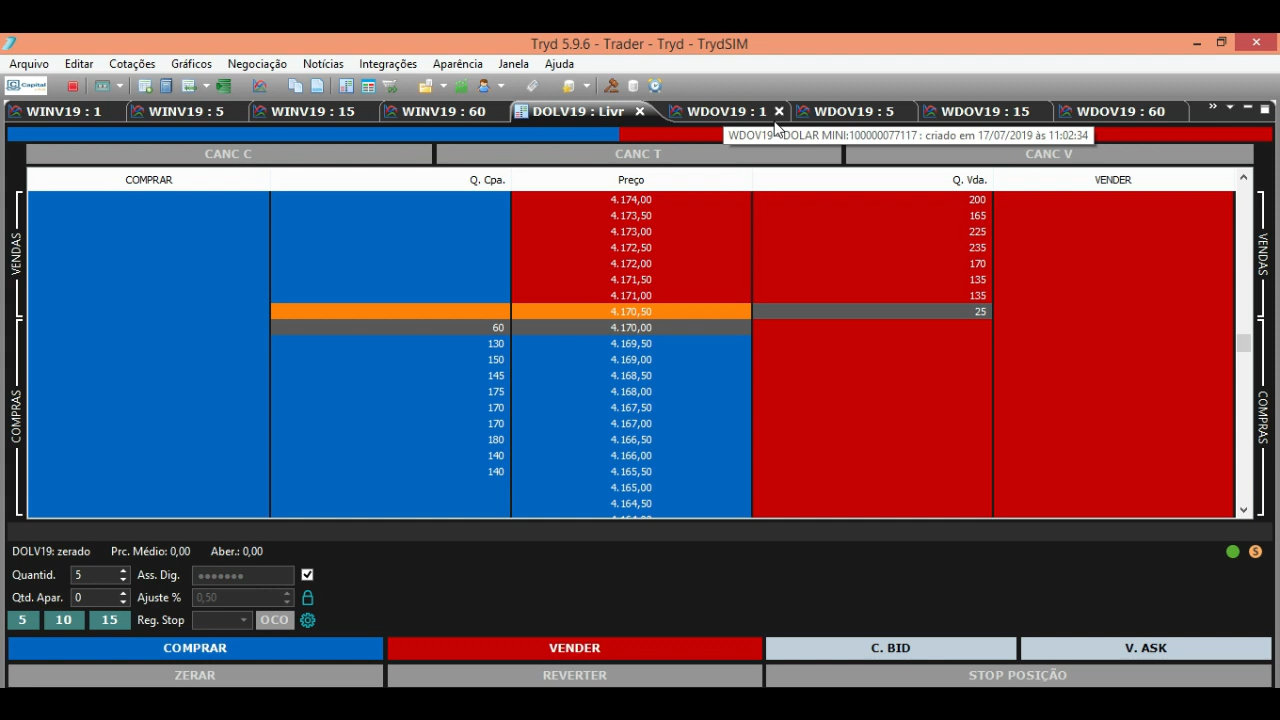 Tryd 5.9.6 - Trader - Tryd - TrydSIM
Arquivo Editar Cotações Gráficos Negociação Notícias Integrações Aparência Janela Ajuda
Capital
WINV19 : 1 WINV19 : 5 WINV19 : 15 WINV19 : 60 DOLV19 : Livr WDOV19 : 1 WDOV19 : 5 WDOV19 : 15 WDOV19 : 60
WDOV19 - DOLAR MINI:100000077117 : criado em 17/07/2019 às 11:02:34
CANC C CANC T CANC V
COMPRAR Q. Cpa. Preço Q. Vda. VENDER
4.174,00 200
4.173,50 165
4.173,00 225
4.172,50 235
4.172,00 170
4.171,50 135
4.171,00 135
4.170,50 25
60 4.170,00
130 4.169,50
150 4.169,00
145 4.168,50
175 4.168,00
170 4.167,50
170 4.167,00
180 4.166,50
140 4.166,00
140 4.165,50
4.165,00
4.164,50
VENDAS
COMPRAS
VENDAS
COMPRAS
DOLV19: zerado Prc. Médio: 0,00 Aber.: 0,00
S
Quantid. 5 Ass. Dig. •••••••
Qtd. Apar. 0 Ajuste % 0,50
5 10 15 Reg. Stop OCO
COMPRAR VENDER C. BID V. ASK
ZERAR REVERTER STOP POSIÇÃO